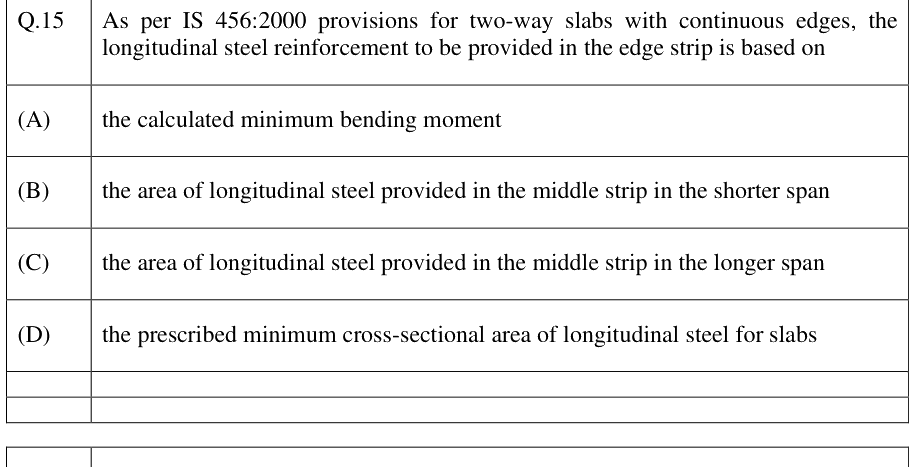 Q.15 As per IS 456:2000 provisions for two-way slabs with continuous edges, the
longitudinal steel reinforcement to be provided in the edge strip is based on
(A) the calculated minimum bending moment
(B) the area of longitudinal steel provided in the middle strip in the shorter span
(C) the area of longitudinal steel provided in the middle strip in the longer span
(D) the prescribed minimum cross-sectional area of longitudinal steel for slabs